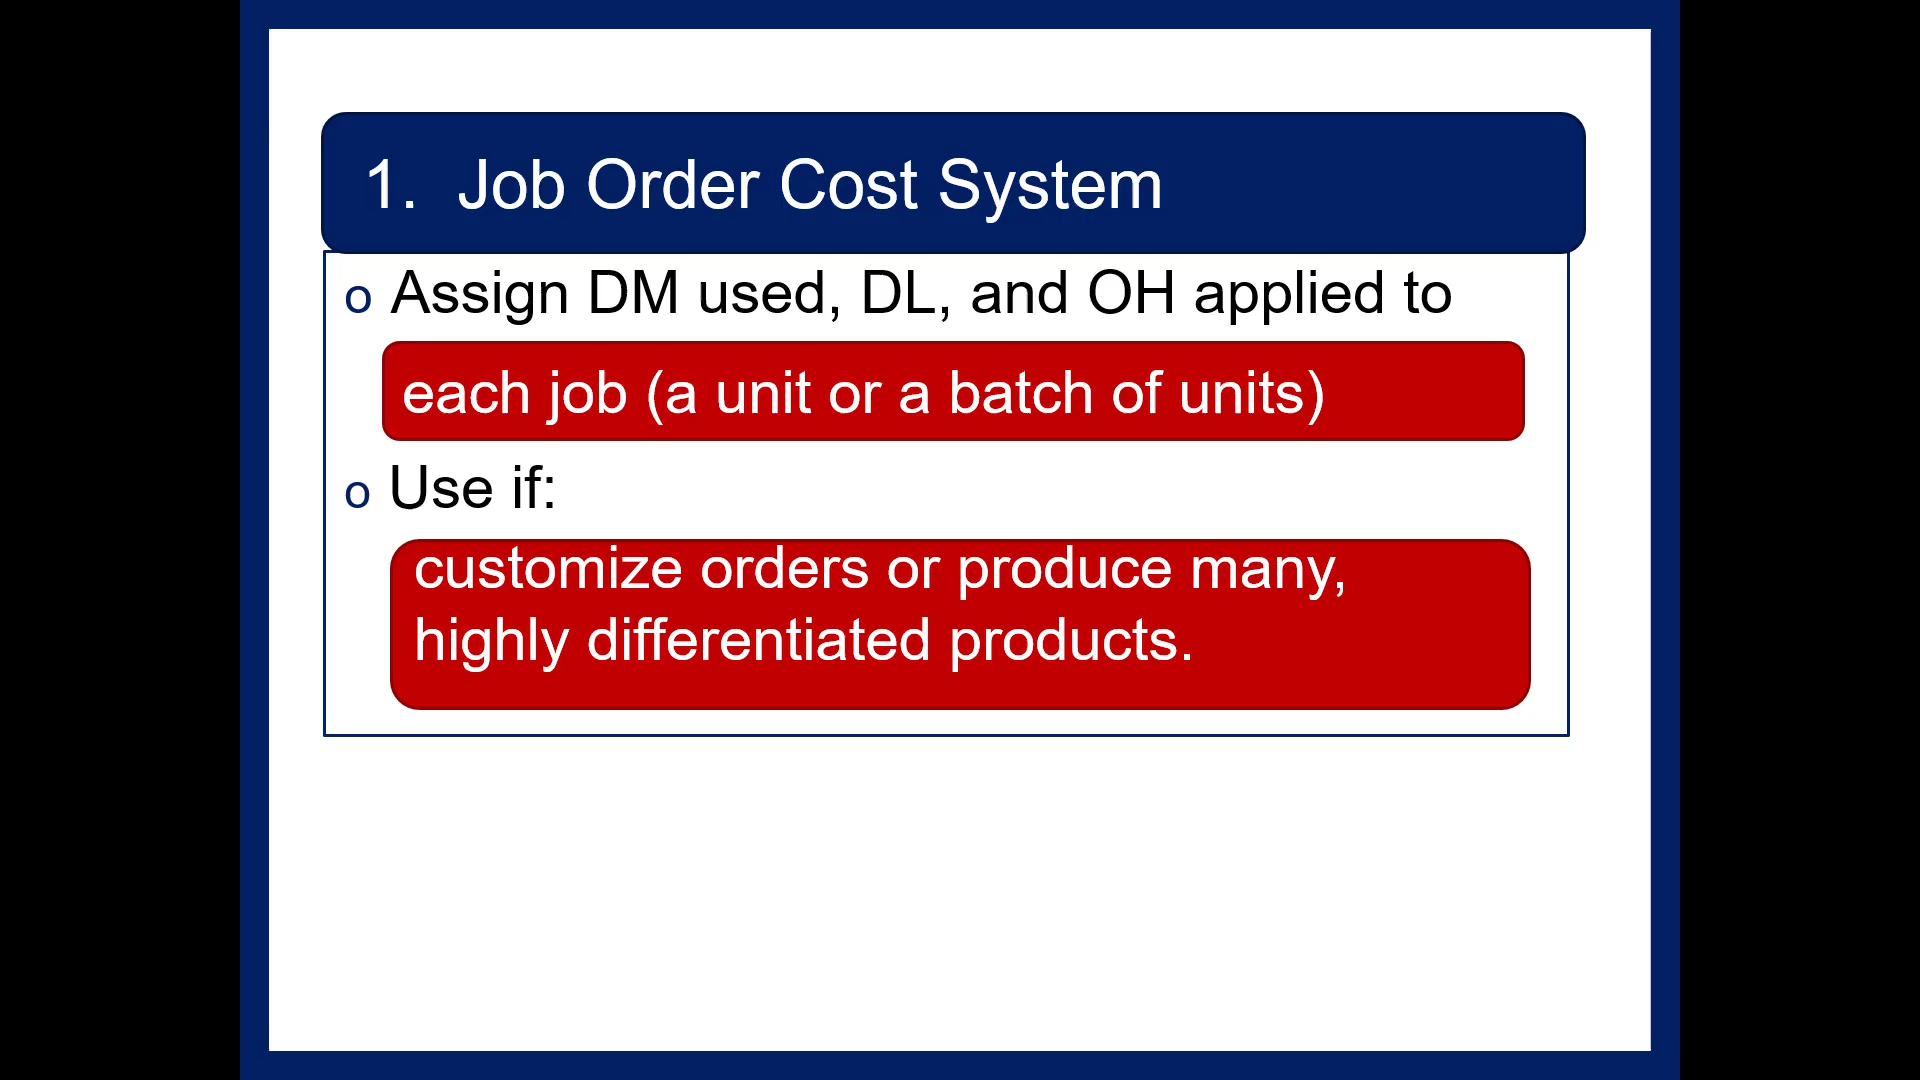 1. Job Order Cost System
o Assign DM used, DL, and OH applied to
each job (a unit or a batch of units)
o Use if:
customize orders or produce many,
highly differentiated products.